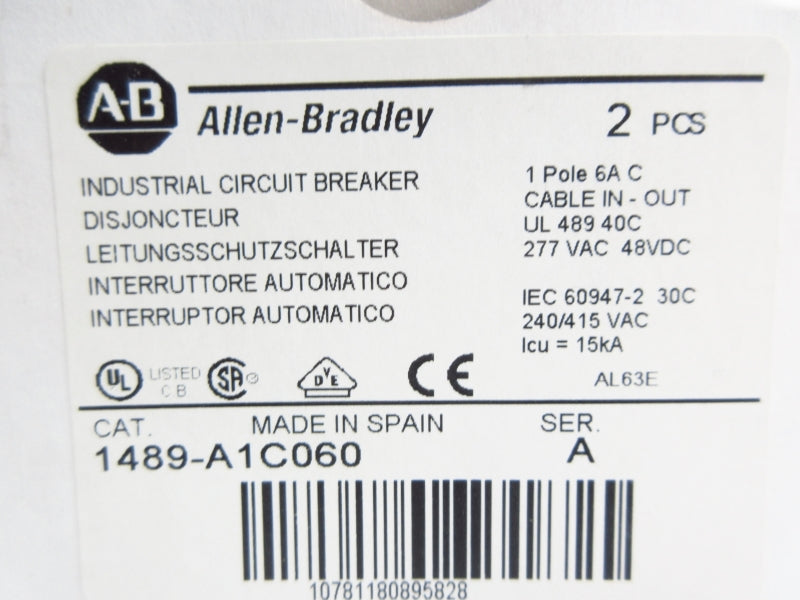 A-B Allen-Bradley 2 PCS
INDUSTRIAL CIRCUIT BREAKER
DISJONCTEUR
LEITUNGSSCHUTZSCHALTER
INTERRUTTORE AUTOMATICO
INTERRUPTOR AUTOMATICO
1 Pole 6A C
CABLE IN - OUT
UL 489 40C
277 VAC 48VDC
IEC 60947-2 30C
240/415 VAC
Icu = 15kA
UL LISTED
CB
SA
DVE
CE
AL63E
CAT. MADE IN SPAIN SER.
1489-A1C060 A
10781180895828